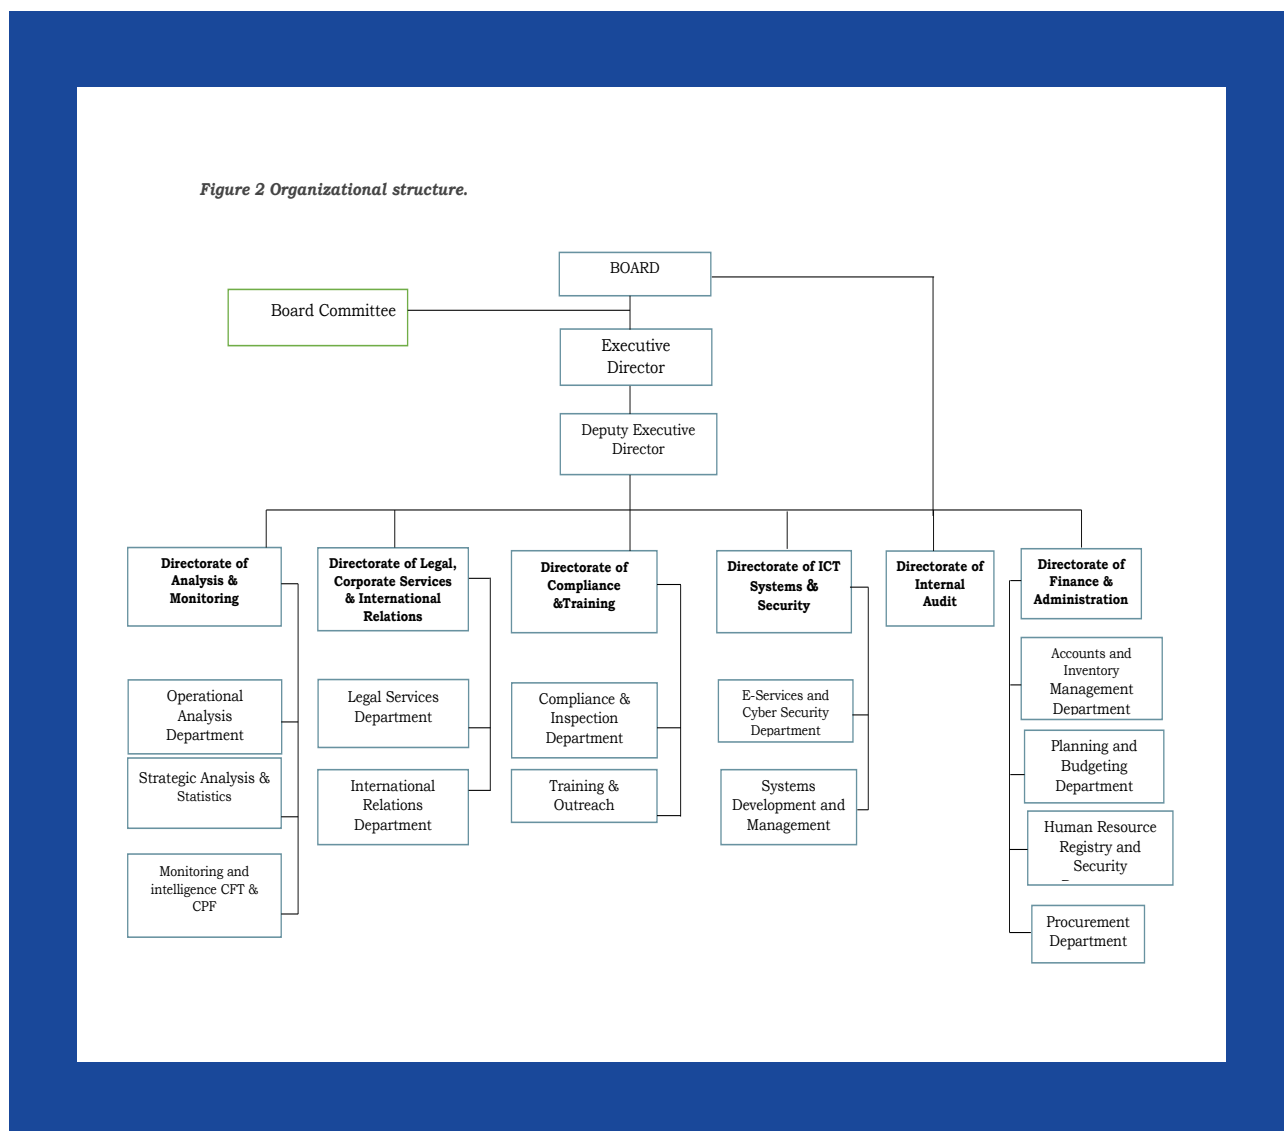 Figure 2 Organizational structure.
BOARD
Board Committee
Executive
Director
Deputy Executive
Director
Directorate of
Analysis &
Monitoring
Directorate of Legal,
Corporate Services
& International
Relations
Directorate of
Compliance
&Training
Directorate of ICT
Systems &
Security
Directorate of
Internal
Audit
Directorate of
Finance &
Administration
Operational
Analysis
Department
Strategic Analysis &
Statistics
Monitoring and
intelligence CFT &
CPF
Legal Services
Department
International
Relations
Department
Compliance &
Inspection
Department
Training &
Outreach
E-Services and
Cyber Security
Department
Systems
Development and
Management
Accounts and
Inventory
Management
Department
Planning and
Budgeting
Department
Human Resource
Registry and
Security
Procurement
Department